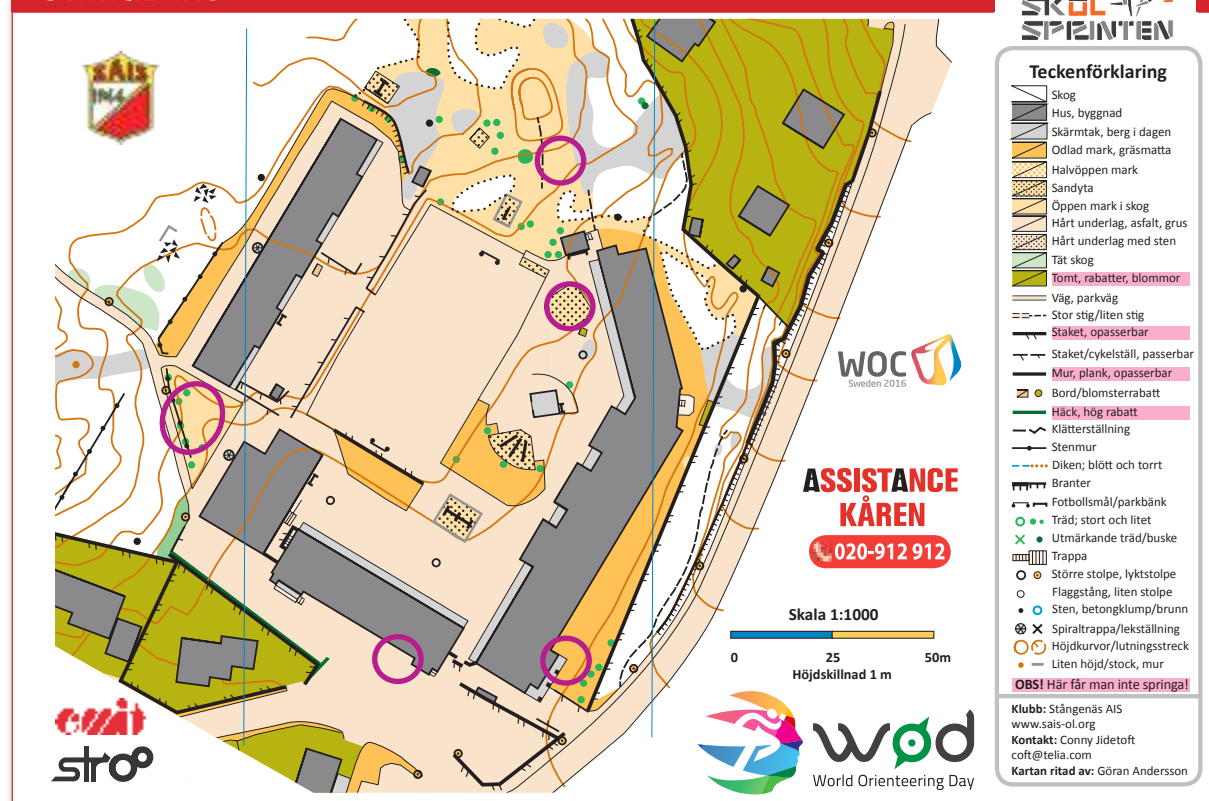 SKOL
SPRINTEN
SAIS
1964
Teckenförklaring
Skog
Hus, byggnad
Skärmtak, berg i dagen
Odlad mark, gräsmatta
Halvöppen mark
Sandyta
Öppen mark i skog
Hårt underlag, asfalt, grus
Hårt underlag med sten
Tät skog
Tomt, rabatter, blommor
Väg, parkväg
Stor stig/liten stig
Staket, opasserbar
Staket/cykelställ, passerbar
Mur, plank, opasserbar
Bord/blomsterrabatt
Häck, hög rabatt
Klätterställning
Stenmur
Diken; blött och torrt
Branter
Fotbollsmål/parkbänk
Träd; stort och litet
Utmärkande träd/buske
Trappa
Större stolpe, lyktstolpe
Flaggstång, liten stolpe
Sten, betongklump/brunn
Spiraltrappa/lekställning
Höjdkurvor/lutningsstreck
Liten höjd/stock, mur
OBS! Här får man inte springa!
Klubb: Stångenäs AIS
www.sais-ol.org
Kontakt: Conny Jidetoft
coft@telia.com
Kartan ritad av: Göran Andersson
WOC
Sweden 2016
ASSISTANCE
KÅREN
020-912 912
Skala 1:1000
0 25 50m
Höjdskillnad 1 m
wod
World Orienteering Day
emit
stroo